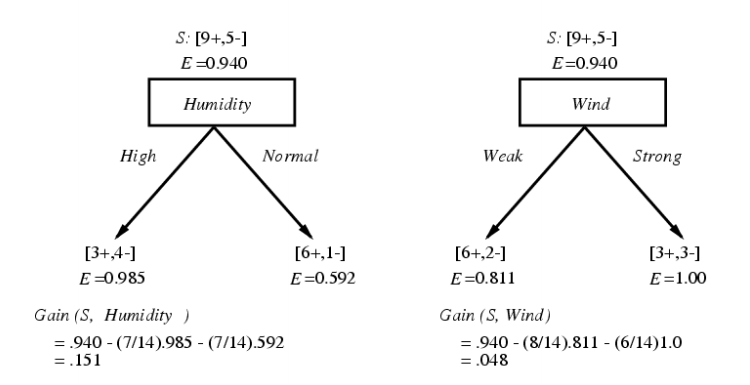 S: [9+,5-]
E =0.940
Humidity
High
Normal
[3+,4-]
E =0.985
[6+,1-]
E =0.592
Gain (S, Humidity )
= .940 - (7/14).985 - (7/14).592
= .151
S: [9+,5-]
E =0.940
Wind
Weak
Strong
[6+,2-]
E =0.811
[3+,3-]
E =1.00
Gain (S, Wind)
= .940 - (8/14).811 - (6/14)1.0
= .048